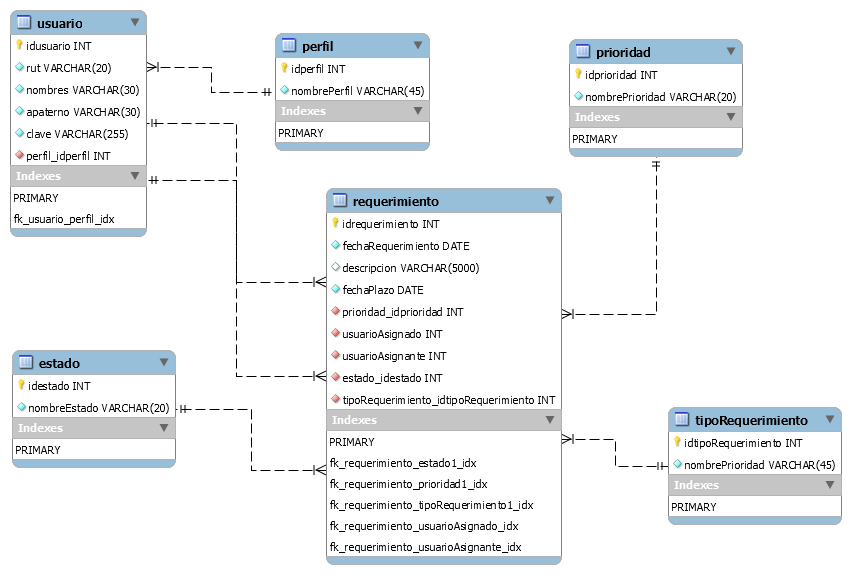 usuario
idusuario INT
rut VARCHAR(20)
nombres VARCHAR(30)
apaterno VARCHAR(30)
clave VARCHAR(255)
perfil_idperfil INT
Indexes
PRIMARY
fk_usuario_perfil_idx
perfil
idperfil INT
nombrePerfil VARCHAR(45)
Indexes
PRIMARY
prioridad
idprioridad INT
nombrePrioridad VARCHAR(20)
Indexes
PRIMARY
requerimiento
idrequerimiento INT
fechaRequerimiento DATE
descripcion VARCHAR(5000)
fechaPlazo DATE
prioridad_idprioridad INT
usuarioAsignado INT
usuarioAsignante INT
estado_idestado INT
tipoRequerimiento_idtipoRequerimiento INT
Indexes
PRIMARY
fk_requerimiento_estado1_idx
fk_requerimiento_prioridad1_idx
fk_requerimiento_tipoRequerimiento1_idx
fk_requerimiento_usuarioAsignado_idx
fk_requerimiento_usuarioAsignante_idx
estado
idestado INT
nombreEstado VARCHAR(20)
Indexes
PRIMARY
tipoRequerimiento
idtipoRequerimiento INT
nombrePrioridad VARCHAR(45)
Indexes
PRIMARY